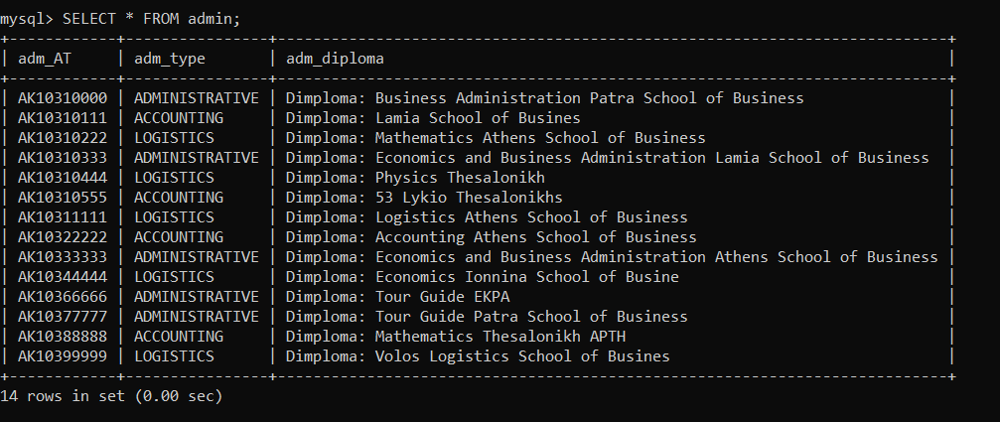 mysql> SELECT * FROM admin;
+------------+----------------+---------------------------------------------------------------------------+
| adm_AT     | adm_type       | adm_diploma                                                               |
+------------+----------------+---------------------------------------------------------------------------+
| AK10310000 | ADMINISTRATIVE | Dimploma: Business Administration Patra School of Business                |
| AK10310111 | ACCOUNTING     | Dimploma: Lamia School of Busines                                         |
| AK10310222 | LOGISTICS      | Dimploma: Mathematics Athens School of Business                           |
| AK10310333 | ADMINISTRATIVE | Dimploma: Economics and Business Administration Lamia School of Business  |
| AK10310444 | LOGISTICS      | Dimploma: Physics Thesalonikh                                             |
| AK10310555 | ACCOUNTING     | Dimploma: 53 Lykio Thesalonikhs                                           |
| AK10311111 | LOGISTICS      | Dimploma: Logistics Athens School of Business                             |
| AK10322222 | ACCOUNTING     | Dimploma: Accounting Athens School of Business                            |
| AK10333333 | ADMINISTRATIVE | Dimploma: Economics and Business Administration Athens School of Business |
| AK10344444 | LOGISTICS      | Dimploma: Economics Ionnina School of Busine                              |
| AK10366666 | ADMINISTRATIVE | Dimploma: Tour Guide EKPA                                                 |
| AK10377777 | ADMINISTRATIVE | Dimploma: Tour Guide Patra School of Business                             |
| AK10388888 | ACCOUNTING     | Dimploma: Mathematics Thesalonikh APTH                                    |
| AK10399999 | LOGISTICS      | Dimploma: Volos Logistics School of Busines                               |
+------------+----------------+---------------------------------------------------------------------------+
14 rows in set (0.00 sec)